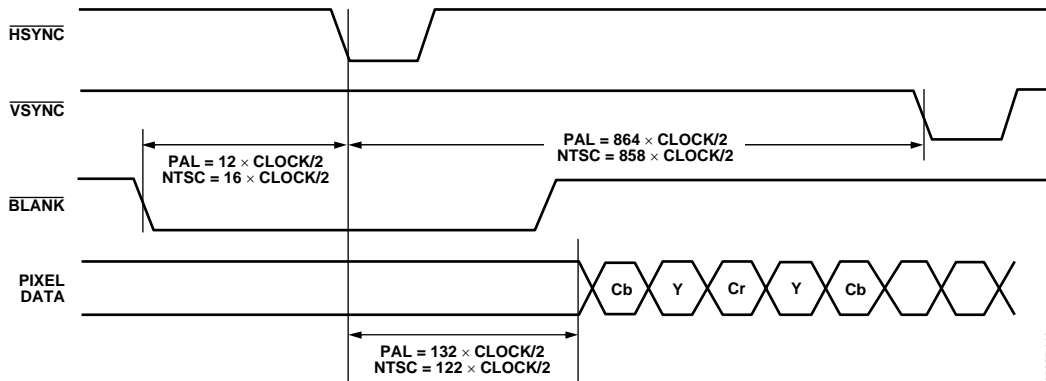 HSYNC
VSYNC
PAL = 12 × CLOCK/2
NTSC = 16 × CLOCK/2
PAL = 864 × CLOCK/2
NTSC = 858 × CLOCK/2
BLANK
PIXEL
DATA
Cb Y Cr Y Cb
PAL = 132 × CLOCK/2
NTSC = 122 × CLOCK/2